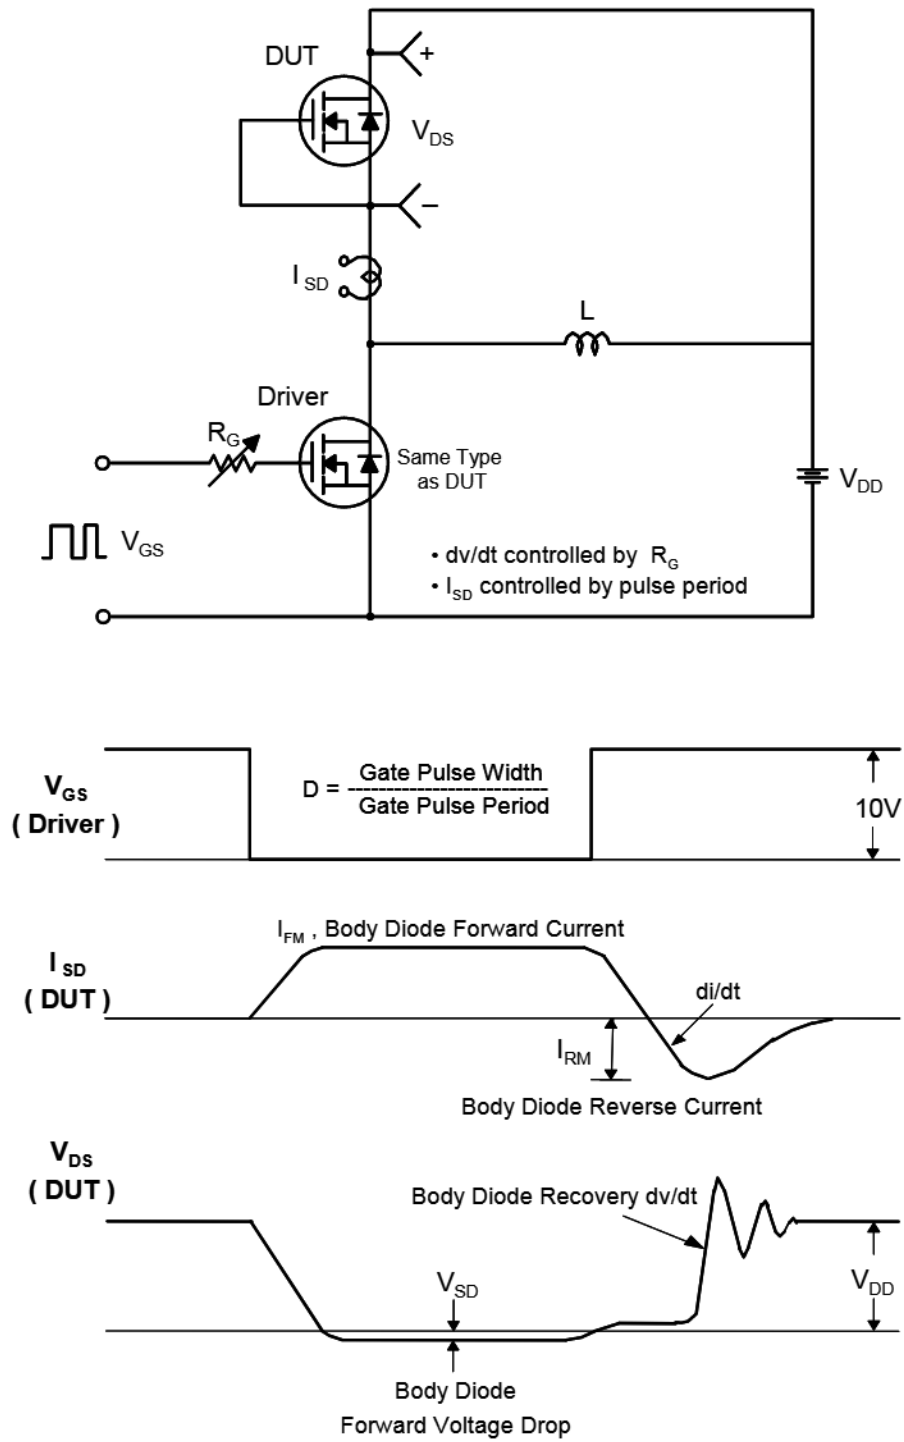 DUT
+
V_DS
−
I_SD
L
Driver
R_G
Same Type
as DUT
V_DD
V_GS
• dv/dt controlled by R_G
• I_SD controlled by pulse period
V_GS
( Driver )
D = Gate Pulse Width
--------------------------
Gate Pulse Period
10V
I_FM , Body Diode Forward Current
I_SD
( DUT )
di/dt
I_RM
Body Diode Reverse Current
V_DS
( DUT )
Body Diode Recovery dv/dt
V_SD
V_DD
Body Diode
Forward Voltage Drop